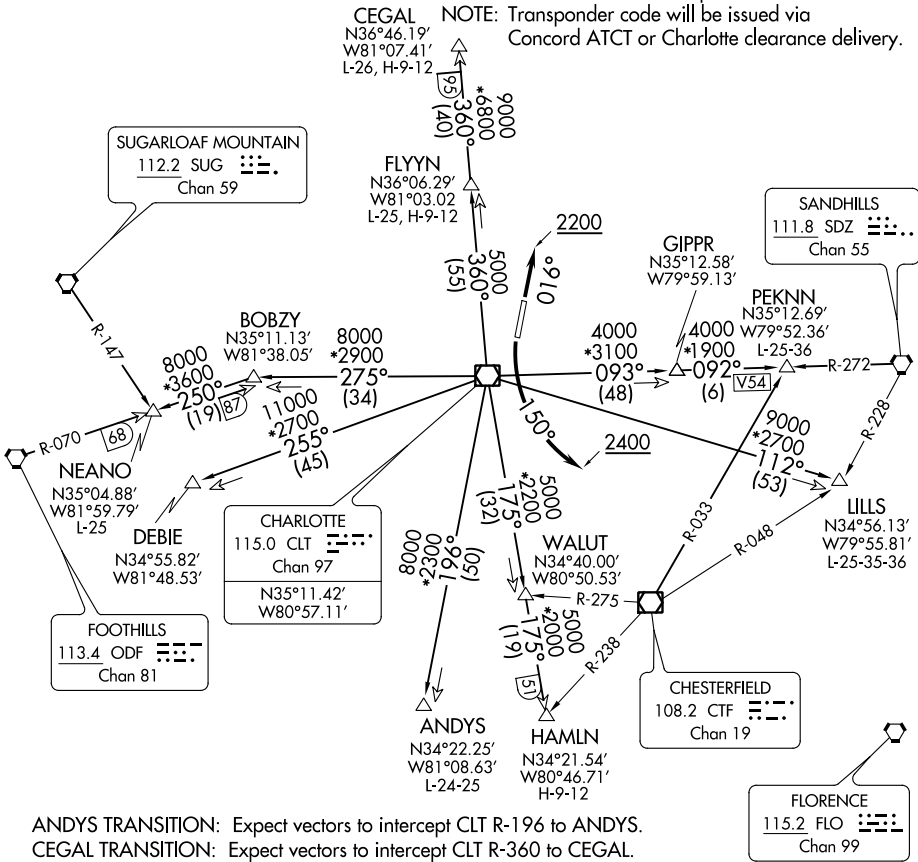 CEGAL
N36°46.19'
W81°07.41'
L-26, H-9-12
NOTE: Transponder code will be issued via
Concord ATCT or Charlotte clearance delivery.
95
360°
(40)
9000
*6800
SUGARLOAF MOUNTAIN
112.2 SUG
Chan 59
FLYYN
N36°06.29'
W81°03.02
L-25, H-9-12
5000
360°
(55)
2200
016°
GIPPR
N35°12.58'
W79°59.13'
SANDHILLS
111.8 SDZ
Chan 55
PEKNN
N35°12.69'
W79°52.36'
L-25-36
R-147
BOBZY
N35°11.13'
W81°38.05'
8000
*2900
275°
(34)
4000
*3100
093°
(48)
4000
*1900
092°
(6)
V54
R-272
8000
*3600
250°
(19)
87
R-228
R-070
68
11000
*2700
255°
(45)
150°
2400
9000
*2700
112°
(53)
NEANO
N35°04.88'
W81°59.79'
L-25
DEBIE
N34°55.82'
W81°48.53'
CHARLOTTE
115.0 CLT
Chan 97
N35°11.42'
W80°57.11'
5000
*2200
175°
(32)
8000
*2300
196°
(50)
R-033
R-048
LILLS
N34°56.13'
W79°55.81'
L-25-35-36
WALUT
N34°40.00'
W80°50.53'
R-275
FOOTHILLS
113.4 ODF
Chan 81
5000
*2000
175°
(19)
51
R-238
CHESTERFIELD
108.2 CTF
Chan 19
ANDYS
N34°22.25'
W81°08.63'
L-24-25
HAMLN
N34°21.54'
W80°46.71'
H-9-12
FLORENCE
115.2 FLO
Chan 99
ANDYS TRANSITION: Expect vectors to intercept CLT R-196 to ANDYS.
CEGAL TRANSITION: Expect vectors to intercept CLT R-360 to CEGAL.